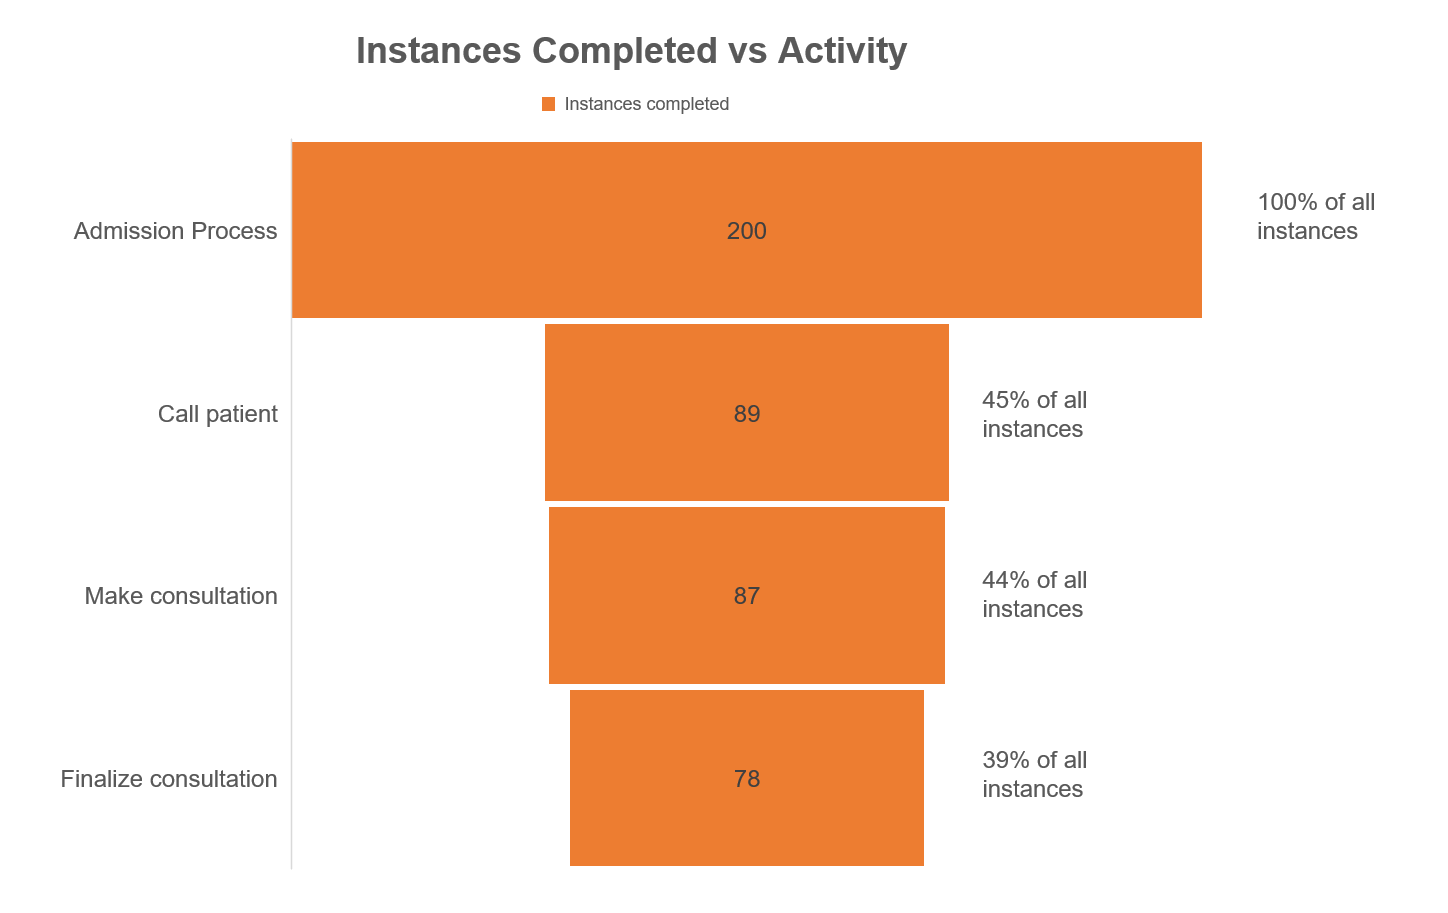 Instances Completed vs Activity
Instances completed
Admission Process
200
100% of all
instances
Call patient
89
45% of all
instances
Make consultation
87
44% of all
instances
Finalize consultation
78
39% of all
instances